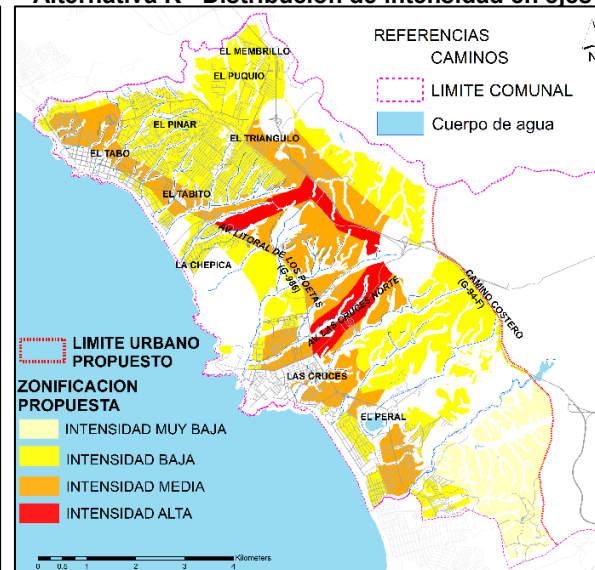 Alternativa K - Distribución de intensidad en ejes
REFERENCIAS
CAMINOS
LIMITE COMUNAL
Cuerpo de agua
N
EL MEMBRILLO
EL PUQUIO
EL PINAR
EL TRIANGULO
EL TABO
EL TABITO
AV. LITORAL DE LOS POETAS
(G-986)
LA CHEPICA
CAMINO COSTERO
(G-94-F)
AV. LAS CRUCES NORTE
LAS CRUCES
EL PERAL
LIMITE URBANO
PROPUESTO
ZONIFICACION
PROPUESTA
INTENSIDAD MUY BAJA
INTENSIDAD BAJA
INTENSIDAD MEDIA
INTENSIDAD ALTA
Kilometers
0 0.5 1 2 3 4